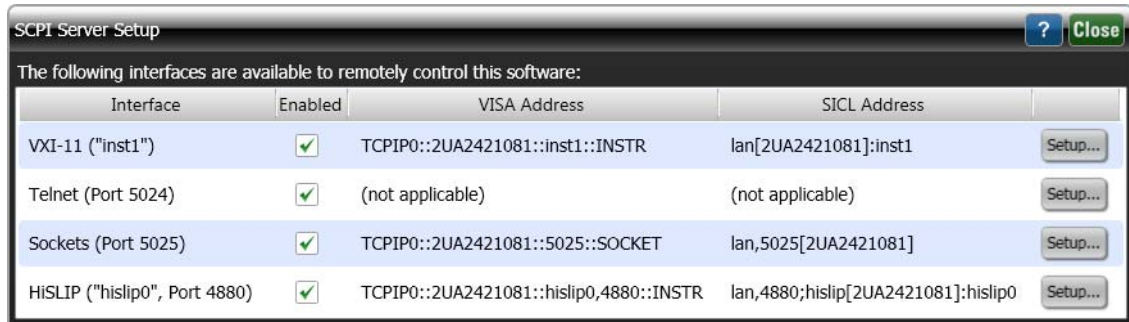 SCPI Server Setup ? Close
The following interfaces are available to remotely control this software:
Interface Enabled VISA Address SICL Address
VXI-11 ("inst1") TCPIP0::2UA2421081::inst1::INSTR lan[2UA2421081]:inst1 Setup...
Telnet (Port 5024) (not applicable) (not applicable) Setup...
Sockets (Port 5025) TCPIP0::2UA2421081::5025::SOCKET lan,5025[2UA2421081] Setup...
HiSLIP ("hislip0", Port 4880) TCPIP0::2UA2421081::hislip0,4880::INSTR lan,4880;hislip[2UA2421081]:hislip0 Setup...